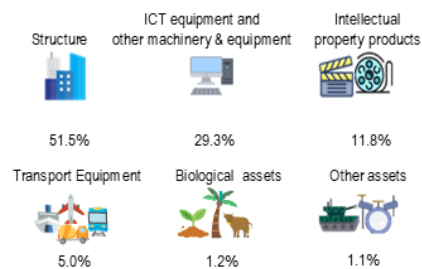 Structure
ICT equipment and
other machinery & equipment
Intellectual
property products
51.5%
29.3%
11.8%
Transport Equipment
Biological assets
Other assets
5.0%
1.2%
1.1%